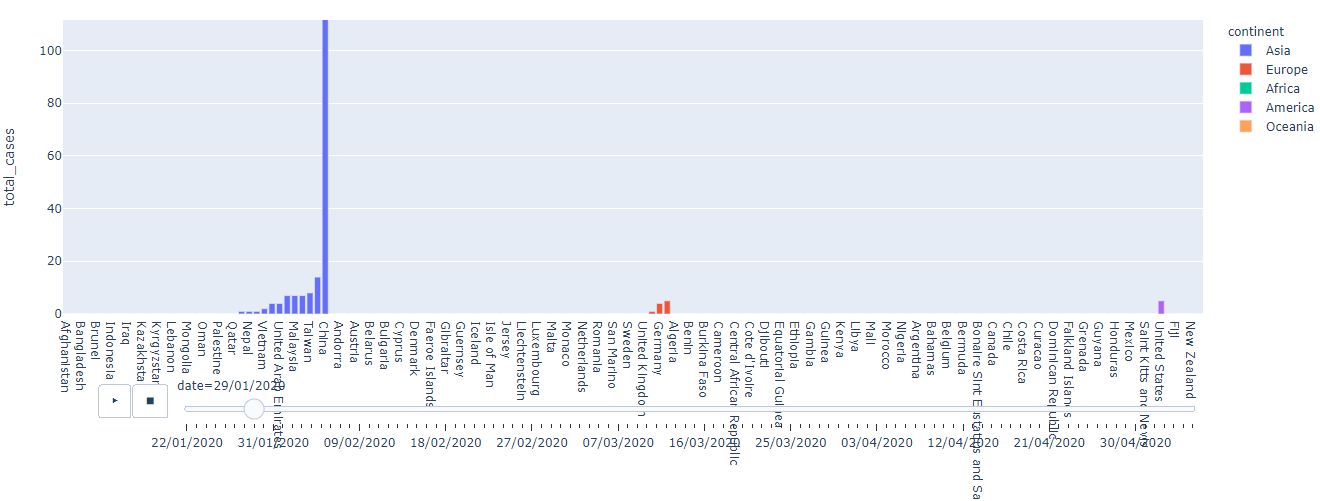 total_cases
100
80
60
40
20
0
continent
Asia
Europe
Africa
America
Oceania
Afghanistan
Bangladesh
Brunei
Indonesia
Iraq
Kazakhsta
Kyrgyzstan
Lebanon
Mongolia
Oman
Palestine
Qatar
Nepal
Vietnam
United Arab Emirates
Malaysia
Taiwan
China
Andorra
Austria
Belarus
Bulgaria
Cyprus
Denmark
Faeroe Islands
Gibraltar
Guernsey
Iceland
Isle of Man
Jersey
Liechtenstein
Luxembourg
Malta
Monaco
Netherlands
Romania
San Marino
Sweden
United Kingdom
Germany
Algeria
Benin
Burkina Faso
Cameroon
Central African Republic
Cote d'Ivoire
Djibouti
Equatorial Guinea
Ethiopia
Gambia
Guinea
Kenya
Libya
Mali
Morocco
Nigeria
Argentina
Bahamas
Belgium
Bermuda
Bonaire Sint Eustatius and Sa
Canada
Chile
Costa Rica
Curacao
Dominican Republic
Falkland Islands
Grenada
Guyana
Honduras
Mexico
Saint Kitts and Nevis
United States
Fiji
New Zealand
date=29/01/2020
22/01/2020
31/01/2020
09/02/2020
18/02/2020
27/02/2020
07/03/2020
16/03/2020
25/03/2020
03/04/2020
12/04/2020
21/04/2020
30/04/2020